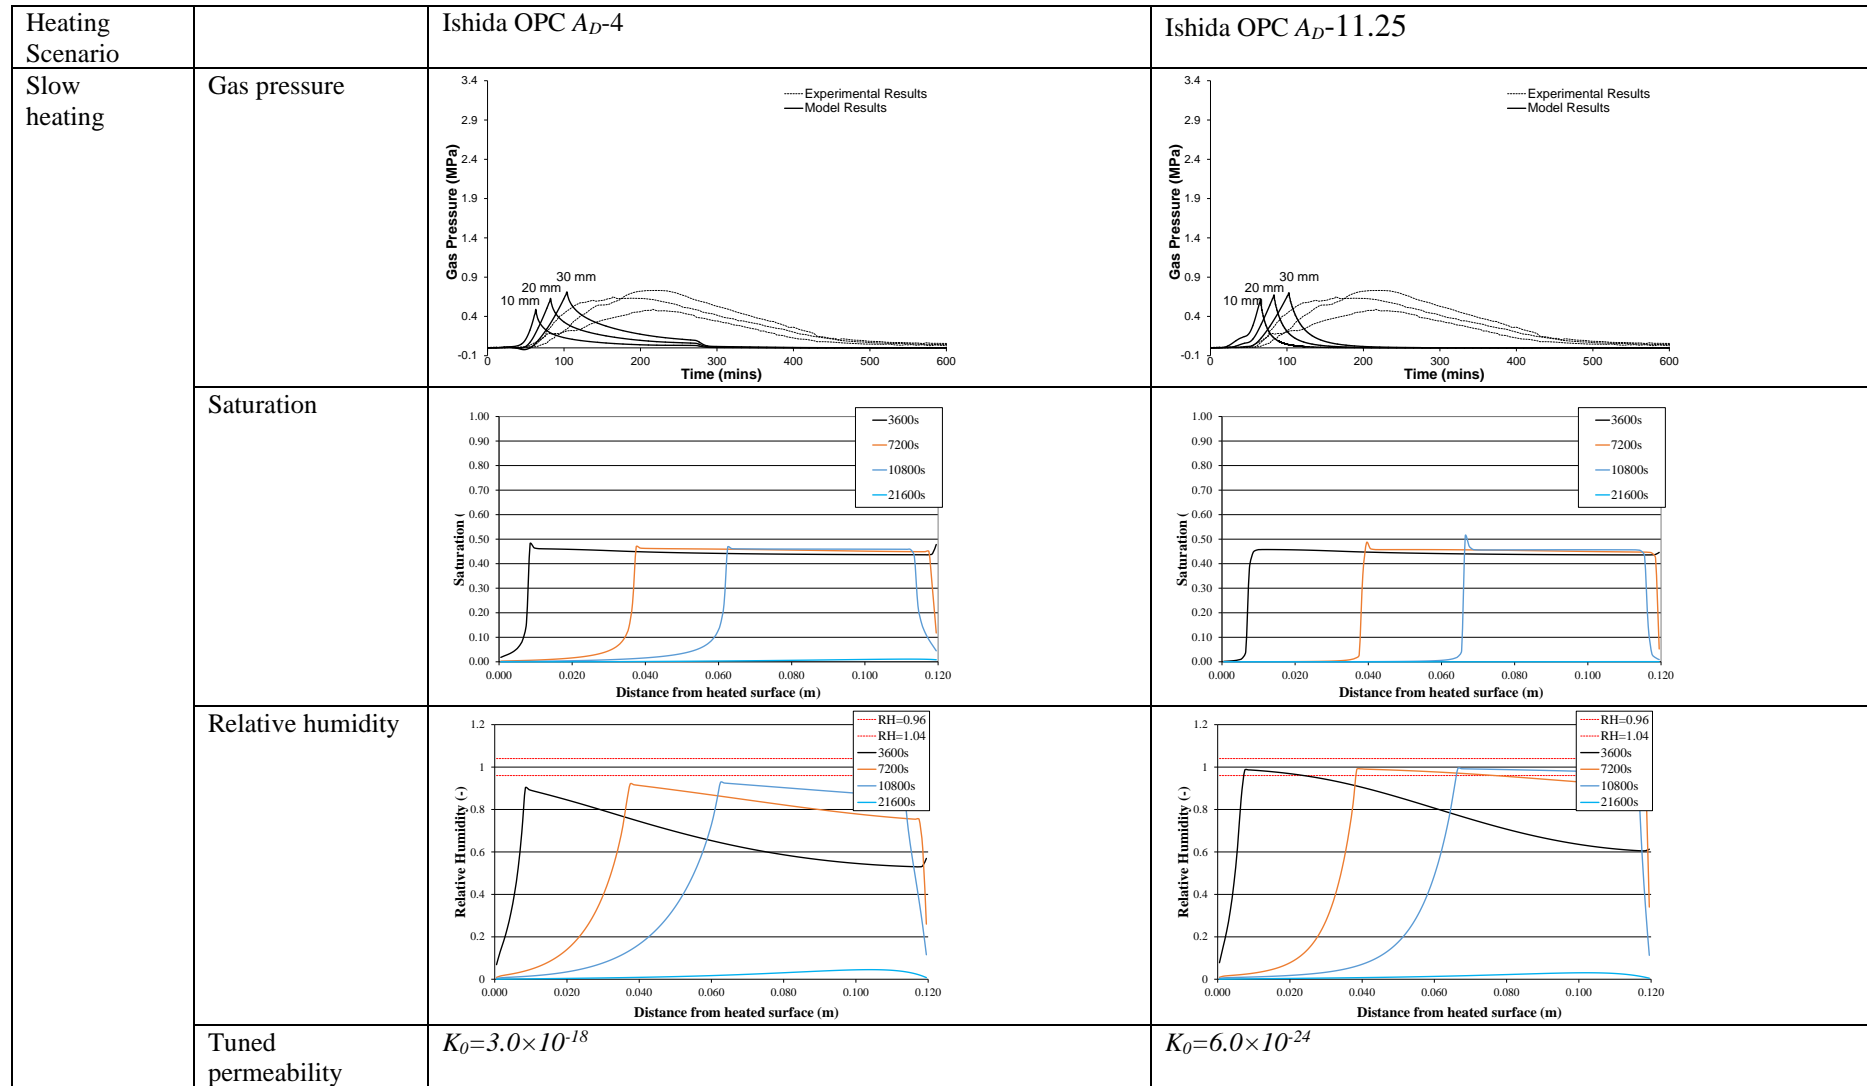 Heating
Scenario
Ishida OPC A_D-4
Ishida OPC A_D-11.25
Slow
heating
Gas pressure
3.4
2.9
2.4
1.9
1.4
0.9
0.4
-0.1
Gas Pressure (MPa)
Experimental Results
Model Results
10 mm
20 mm
30 mm
0 100 200 300 400 500 600
Time (mins)
3.4
2.9
2.4
1.9
1.4
0.9
0.4
-0.1
Gas Pressure (MPa)
Experimental Results
Model Results
10 mm
20 mm
30 mm
0 100 200 300 400 500 600
Time (mins)
Saturation
1.00
0.90
0.80
0.70
0.60
0.50
0.40
0.30
0.20
0.10
0.00
Saturation (
3600s
7200s
10800s
21600s
0.000 0.020 0.040 0.060 0.080 0.100 0.120
Distance from heated surface (m)
1.00
0.90
0.80
0.70
0.60
0.50
0.40
0.30
0.20
0.10
0.00
Saturation (
3600s
7200s
10800s
21600s
0.000 0.020 0.040 0.060 0.080 0.100 0.120
Distance from heated surface (m)
Relative humidity
1.2
1
0.8
0.6
0.4
0.2
0
Relative Humidity (-)
RH=0.96
RH=1.04
3600s
7200s
10800s
21600s
0.000 0.020 0.040 0.060 0.080 0.100 0.120
Distance from heated surface (m)
1.2
1
0.8
0.6
0.4
0.2
0
Relative Humidity (-)
RH=0.96
RH=1.04
3600s
7200s
10800s
21600s
0.000 0.020 0.040 0.060 0.080 0.100 0.120
Distance from heated surface (m)
Tuned
permeability
K₀=3.0×10⁻¹⁸
K₀=6.0×10⁻²⁴